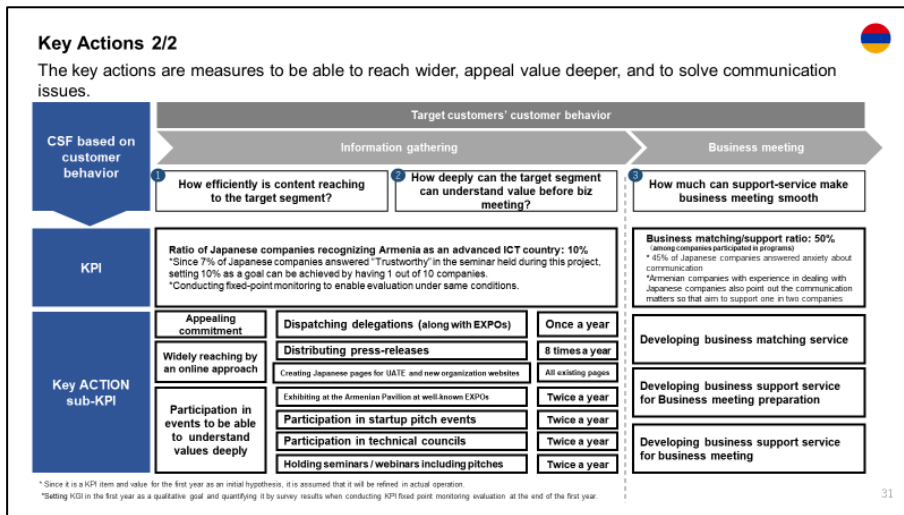 Key Actions 2/2
The key actions are measures to be able to reach wider, appeal value deeper, and to solve communication
issues.
CSF based on
customer
behavior
Target customers' customer behavior
Information gathering
Business meeting
1
How efficiently is content reaching
to the target segment?
2
How deeply can the target segment
can understand value before biz
meeting?
3
How much can support-service make
business meeting smooth
KPI
Ratio of Japanese companies recognizing Armenia as an advanced ICT country: 10%
*Since 7% of Japanese companies answered "Trustworthy" in the seminar held during this project,
setting 10% as a goal can be achieved by having 1 out of 10 companies.
*Conducting fixed-point monitoring to enable evaluation under same conditions.
Business matching/support ratio: 50%
(among companies participated in programs)
* 45% of Japanese companies answered anxiety about
communication
*Armenian companies with experience in dealing with
Japanese companies also point out the communication
matters so that aim to support one in two companies
Key ACTION
sub-KPI
Appealing
commitment
Dispatching delegations (along with EXPOs)
Once a year
Widely reaching by
an online approach
Distributing press-releases
8 times a year
Creating Japanese pages for UATE and new organization websites
All existing pages
Participation in
events to be able
to understand
values deeply
Exhibiting at the Armenian Pavilion at well-known EXPOs
Twice a year
Participation in startup pitch events
Twice a year
Participation in technical councils
Twice a year
Holding seminars / webinars including pitches
Twice a year
Developing business matching service
Developing business support service
for Business meeting preparation
Developing business support service
for business meeting
* Since it is a KPI item and value for the first year as an initial hypothesis, it is assumed that it will be refined in actual operation.
*Setting KGI in the first year as a qualitative goal and quantifying it by survey results when conducting KPI fixed point monitoring evaluation at the end of the first year.
31